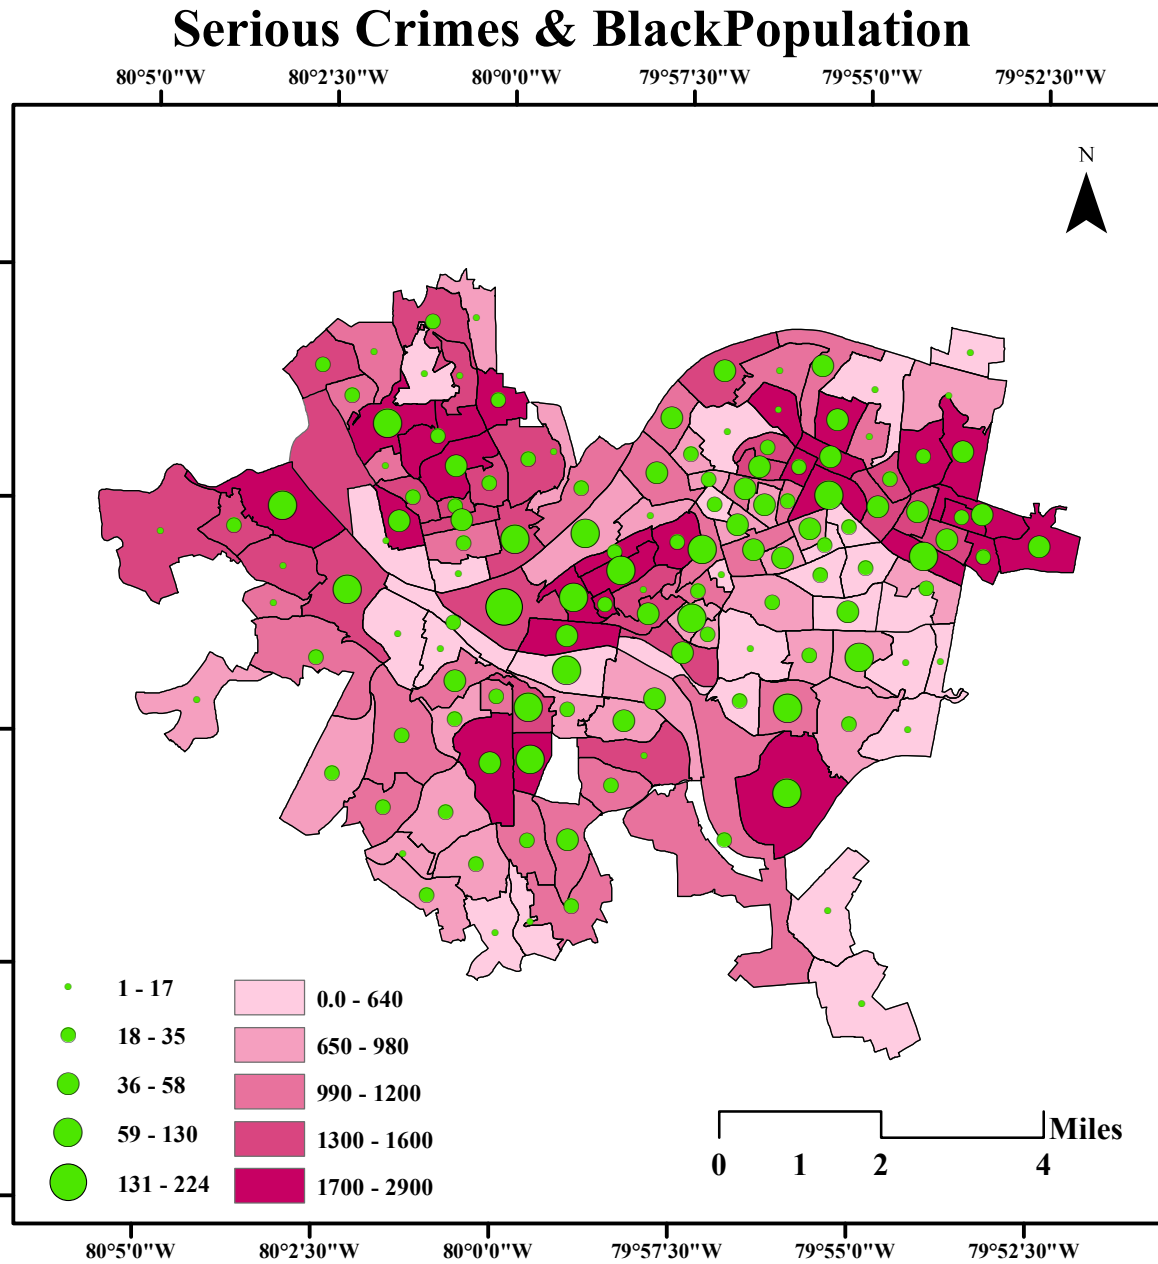 Serious Crimes & BlackPopulation
80°5'0"W 80°2'30"W 80°0'0"W 79°57'30"W 79°55'0"W 79°52'30"W
N
1 - 17
18 - 35
36 - 58
59 - 130
131 - 224
0.0 - 640
650 - 980
990 - 1200
1300 - 1600
1700 - 2900
Miles
0 1 2 4
80°5'0"W 80°2'30"W 80°0'0"W 79°57'30"W 79°55'0"W 79°52'30"W